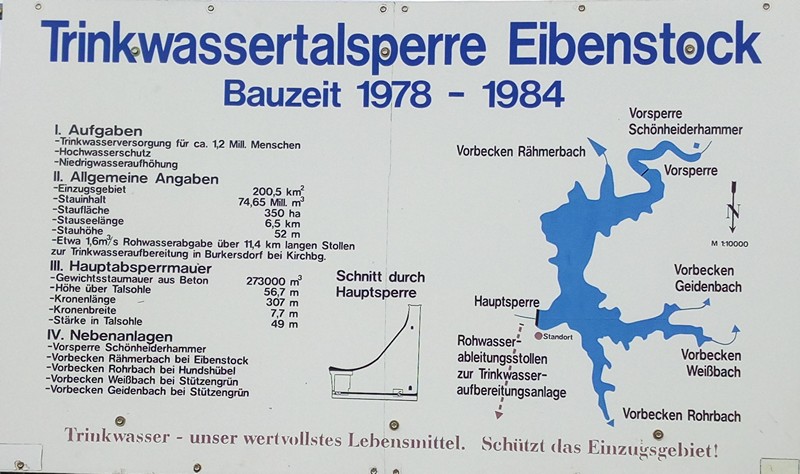 Trinkwassertalsperre Eibenstock
Bauzeit 1978 - 1984
I. Aufgaben
-Trinkwasserversorgung für ca. 1,2 Mill. Menschen
-Hochwasserschutz
-Niedrigwasseraufhöhung
II. Allgemeine Angaben
-Einzugsgebiet 200,5 km²
-Stauinhalt 74,65 Mill. m³
-Staufläche 350 ha
-Stauseelänge 6,5 km
-Stauhöhe 52 m
-Etwa 1,6m³/s Rohwasserabgabe über 11,4 km langen Stollen
zur Trinkwasseraufbereitung in Burkersdorf bei Kirchbg.
III. Hauptabsperrmauer
-Gewichtsstaumauer aus Beton 273000 m³
-Höhe über Talsohle 56,7 m
-Kronenlänge 307 m
-Kronenbreite 7,7 m
-Stärke in Talsohle 49 m
IV. Nebenanlagen
-Vorsperre Schönheiderhammer
-Vorbecken Rähmerbach bei Eibenstock
-Vorbecken Rohrbach bei Hundshübel
-Vorbecken Weißbach bei Stützengrün
-Vorbecken Geidenbach bei Stützengrün
Schnitt durch
Hauptsperre
Vorsperre
Schönheiderhammer
Vorbecken Rähmerbach
Vorsperre
N
M 1:10000
Vorbecken
Geidenbach
Hauptsperre
Standort
Rohwasser-
ableitungsstollen
zur Trinkwasser-
aufbereitungsanlage
Vorbecken
Weißbach
Vorbecken Rohrbach
Trinkwasser - unser wertvollstes Lebensmittel. Schützt das Einzugsgebiet!